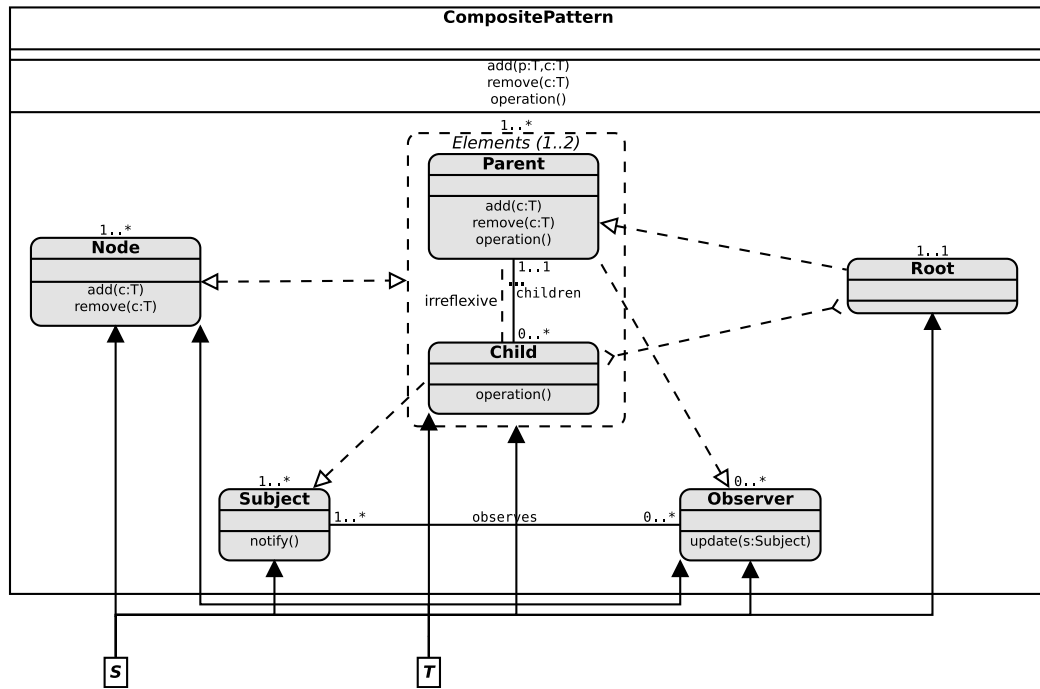 CompositePattern
add(p:T,c:T)
remove(c:T)
operation()
1..*
Elements (1..2)
Parent
add(c:T)
remove(c:T)
operation()
1..*
Node
add(c:T)
remove(c:T)
1..1
Root
1..1
children
irreflexive
0..*
Child
operation()
1..*
Subject
notify()
1..*
observes
0..*
0..*
Observer
update(s:Subject)
S
T